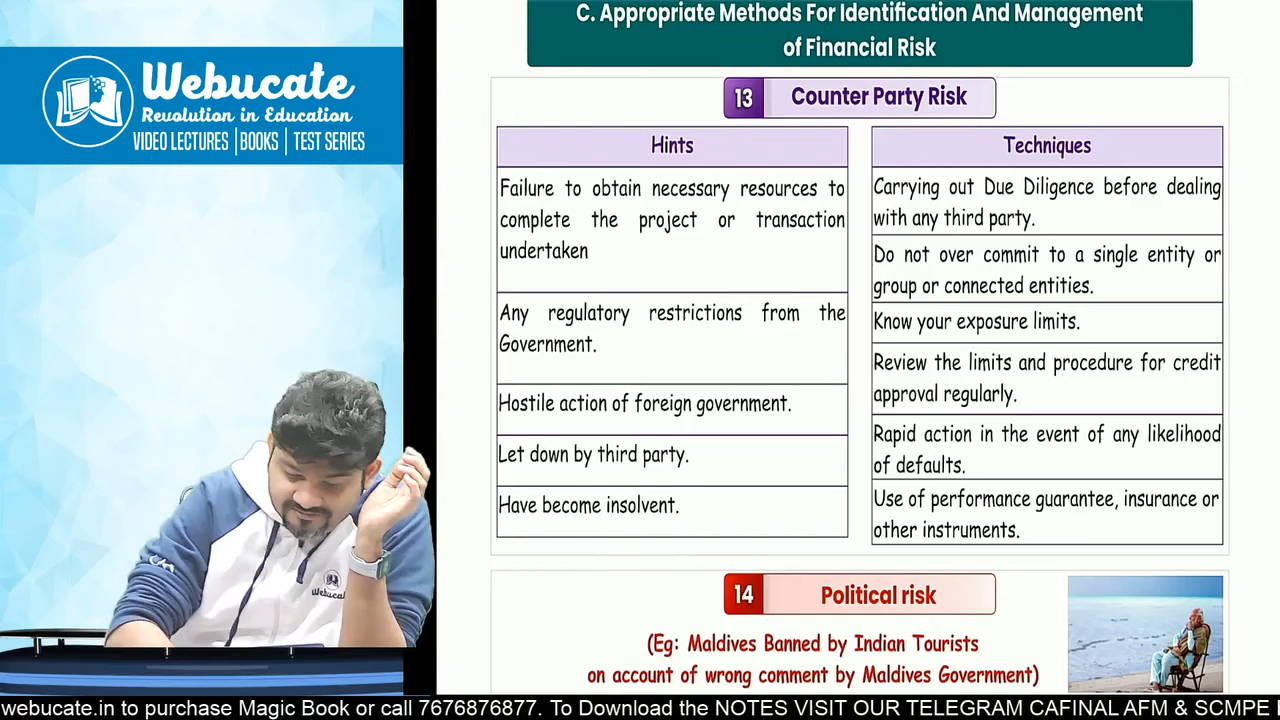 Webucate
Revolution in Education
VIDEO LECTURES | BOOKS | TEST SERIES
C. Appropriate Methods For Identification And Management
of Financial Risk
13 Counter Party Risk
Hints
Failure to obtain necessary resources to
complete the project or transaction
undertaken
Any regulatory restrictions from the
Government.
Hostile action of foreign government.
Let down by third party.
Have become insolvent.
Techniques
Carrying out Due Diligence before dealing
with any third party.
Do not over commit to a single entity or
group or connected entities.
Know your exposure limits.
Review the limits and procedure for credit
approval regularly.
Rapid action in the event of any likelihood
of defaults.
Use of performance guarantee, insurance or
other instruments.
14 Political risk
(Eg: Maldives Banned by Indian Tourists
on account of wrong comment by Maldives Government)
webucate.in to purchase Magic Book or call 7676876877. To Download the NOTES VISIT OUR TELEGRAM CAFINAL AFM & SCMPE